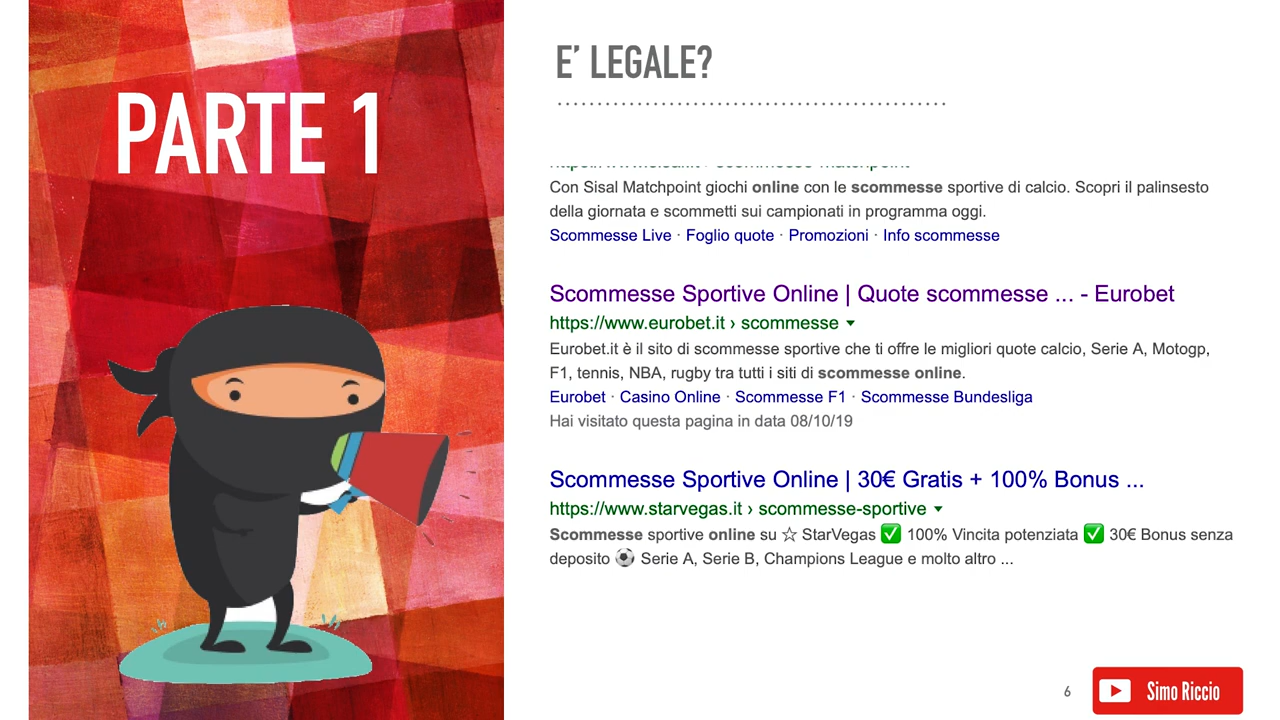 PARTE 1
E’ LEGALE?
Con Sisal Matchpoint giochi online con le scommesse sportive di calcio. Scopri il palinsesto
della giornata e scommetti sui campionati in programma oggi.
Scommesse Live · Foglio quote · Promozioni · Info scommesse
Scommesse Sportive Online | Quote scommesse ... - Eurobet
https://www.eurobet.it › scommesse
Eurobet.it è il sito di scommesse sportive che ti offre le migliori quote calcio, Serie A, Motogp,
F1, tennis, NBA, rugby tra tutti i siti di scommesse online.
Eurobet · Casino Online · Scommesse F1 · Scommesse Bundesliga
Hai visitato questa pagina in data 08/10/19
Scommesse Sportive Online | 30€ Gratis + 100% Bonus ...
https://www.starvegas.it › scommesse-sportive
Scommesse sportive online su ☆ StarVegas ✅ 100% Vincita potenziata ✅ 30€ Bonus senza
deposito ⚽ Serie A, Serie B, Champions League e molto altro ...
6
Simo Riccio